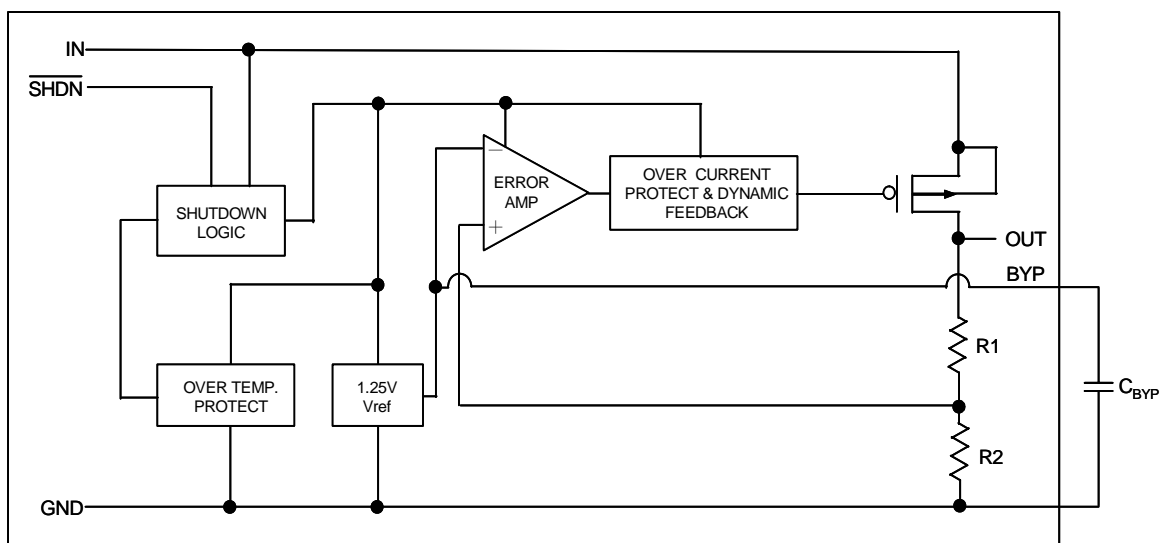 IN
SHDN
SHUTDOWN
LOGIC
−
ERROR
AMP
+
OVER CURRENT
PROTECT & DYNAMIC
FEEDBACK
OUT
BYP
R1
OVER TEMP.
PROTECT
1.25V
Vref
CBYP
R2
GND